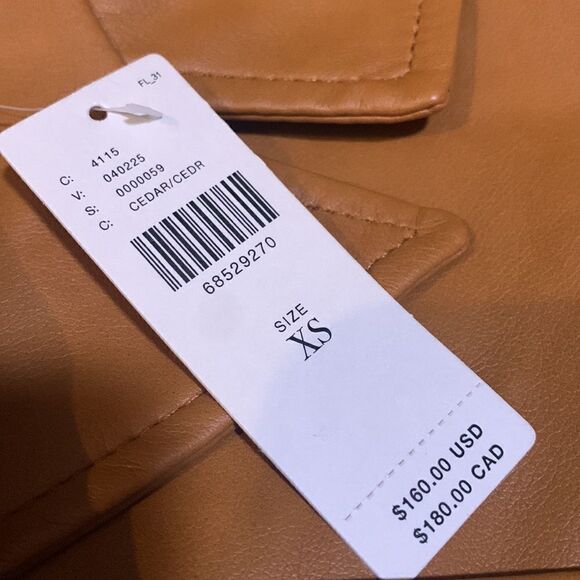 FL_31
C: 4115
V: 040225
S: 0000059
C: CEDAR/CEDR
68529270
SIZE
XS
$160.00 USD
$180.00 CAD